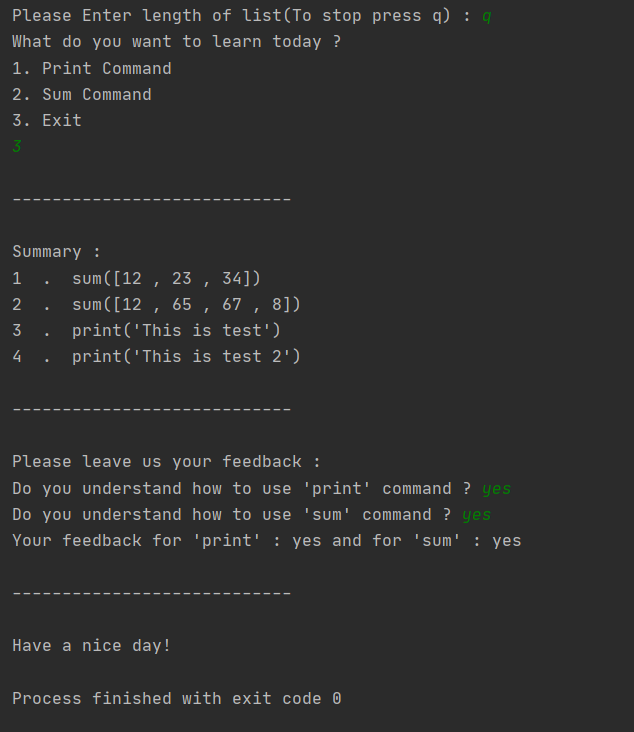 Please Enter length of list(To stop press q) : q
What do you want to learn today ?
1. Print Command
2. Sum Command
3. Exit
3
----------------------------
Summary :
1  .  sum([12 , 23 , 34])
2  .  sum([12 , 65 , 67 , 8])
3  .  print('This is test')
4  .  print('This is test 2')
----------------------------
Please leave us your feedback :
Do you understand how to use 'print' command ? yes
Do you understand how to use 'sum' command ? yes
Your feedback for 'print' : yes and for 'sum' : yes
----------------------------
Have a nice day!
Process finished with exit code 0